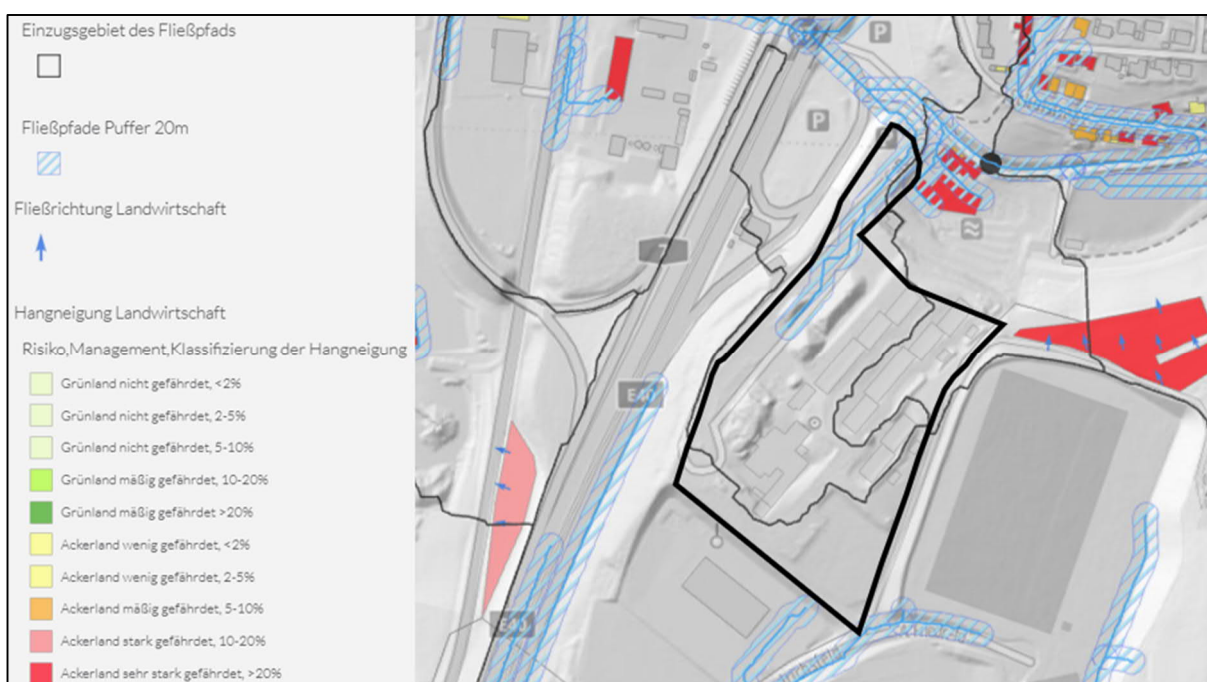 Einzugsgebiet des Fließpfads
Fließpfade Puffer 20m
Fließrichtung Landwirtschaft
Hangneigung Landwirtschaft
Risiko,Management,Klassifizierung der Hangneigung
Grünland nicht gefährdet, <2%
Grünland nicht gefährdet, 2-5%
Grünland nicht gefährdet, 5-10%
Grünland mäßig gefährdet, 10-20%
Grünland mäßig gefährdet >20%
Ackerland wenig gefährdet, <2%
Ackerland wenig gefährdet, 2-5%
Ackerland mäßig gefährdet, 5-10%
Ackerland stark gefährdet, 10-20%
Ackerland sehr stark gefährdet, >20%
P
P
7
E40
E40